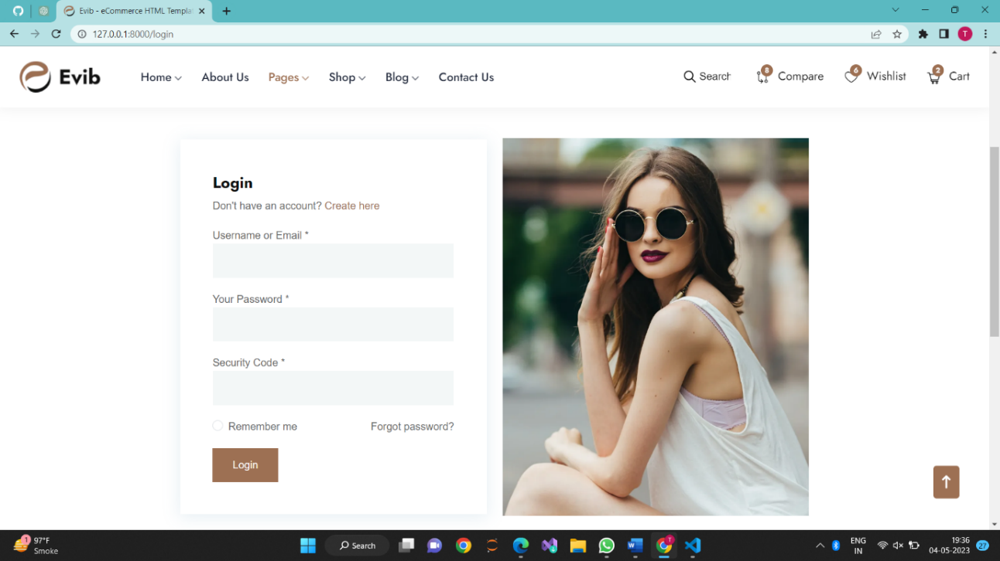 Evib - eCommerce HTML Templat
127.0.0.1:8000/login
T
Evib
Home
About Us
Pages
Shop
Blog
Contact Us
Search
8
Compare
6
Wishlist
2
Cart
Login
Don't have an account? Create here
Username or Email *
Your Password *
Security Code *
Remember me
Forgot password?
Login
1
97°F
Smoke
Search
T
ENG
IN
19:36
04-05-2023
27